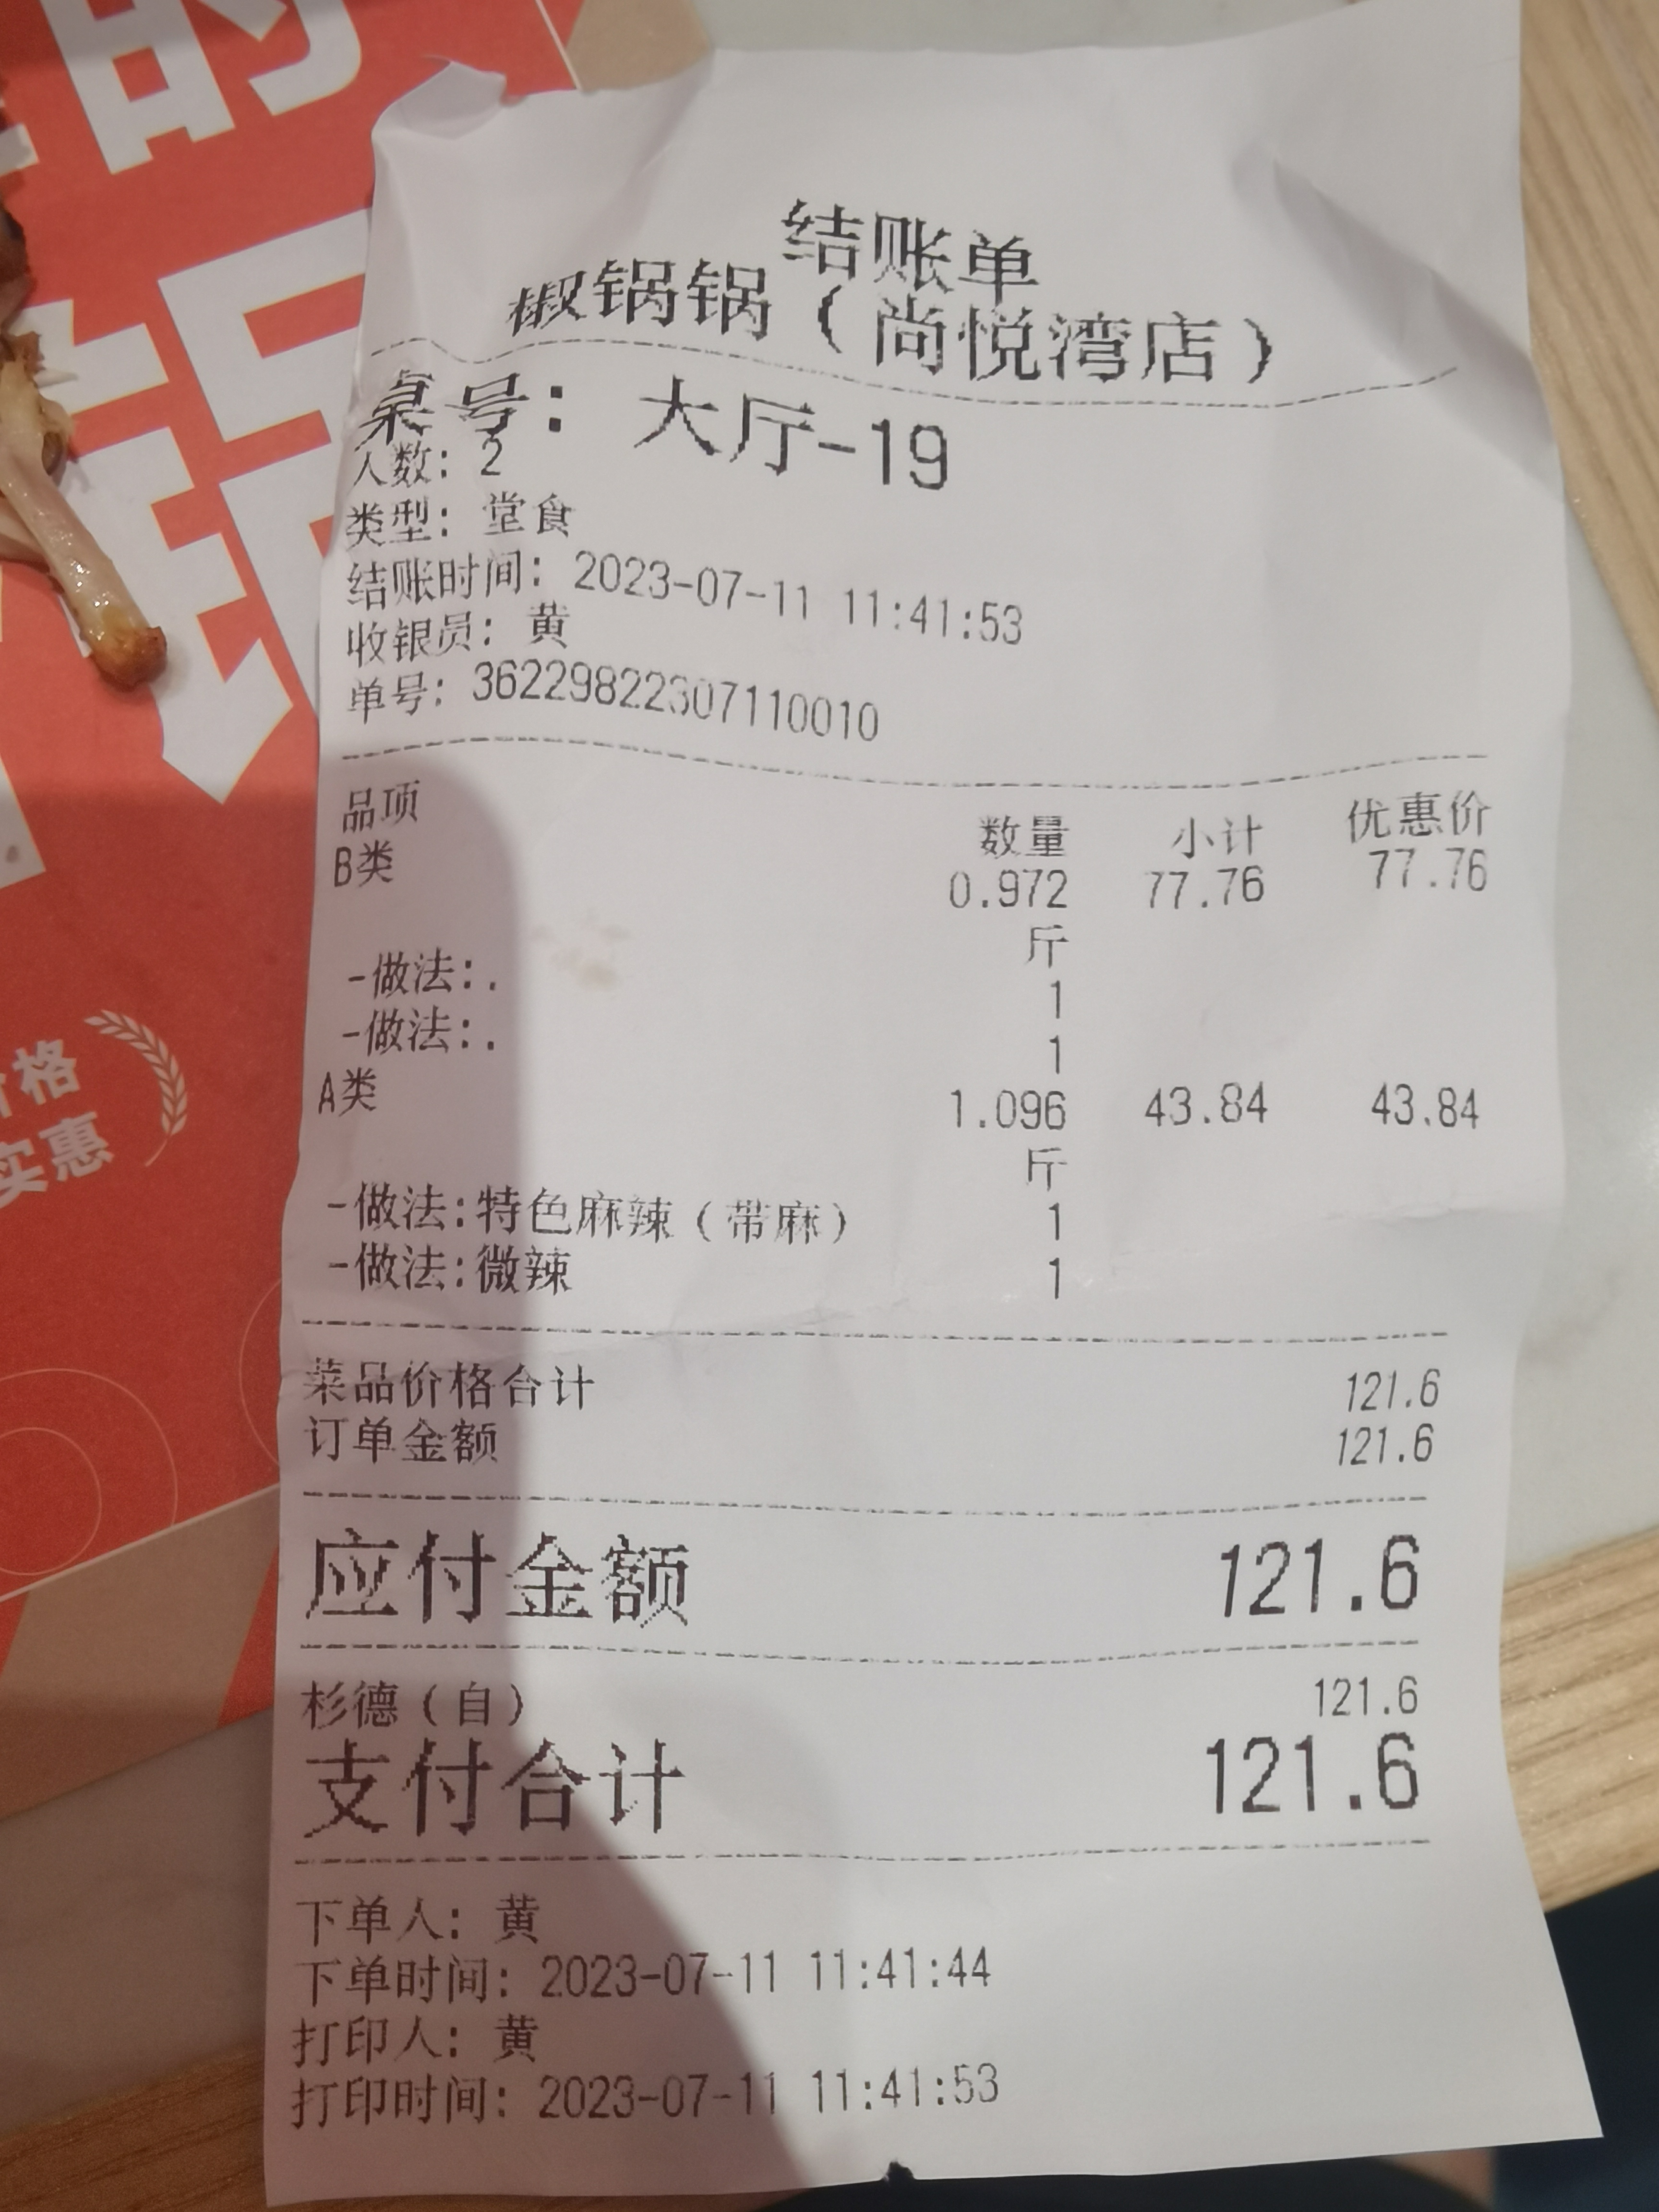 的
锅
价格
实惠
结账单
椒锅锅（尚悦湾店）
桌号：大厅-19
人数：2
类型：堂食
结账时间：2023-07-11 11:41:53
收银员：黄
单号：36229822307110010
品项 数量 小计 优惠价
B类 0.972 77.76 77.76
斤
-做法:. 1
-做法:. 1
A类 1.096 43.84 43.84
斤
-做法:特色麻辣（带麻） 1
-做法:微辣 1
菜品价格合计 121.6
订单金额 121.6
应付金额 121.6
杉德（自） 121.6
支付合计 121.6
下单人：黄
下单时间：2023-07-11 11:41:44
打印人：黄
打印时间：2023-07-11 11:41:53